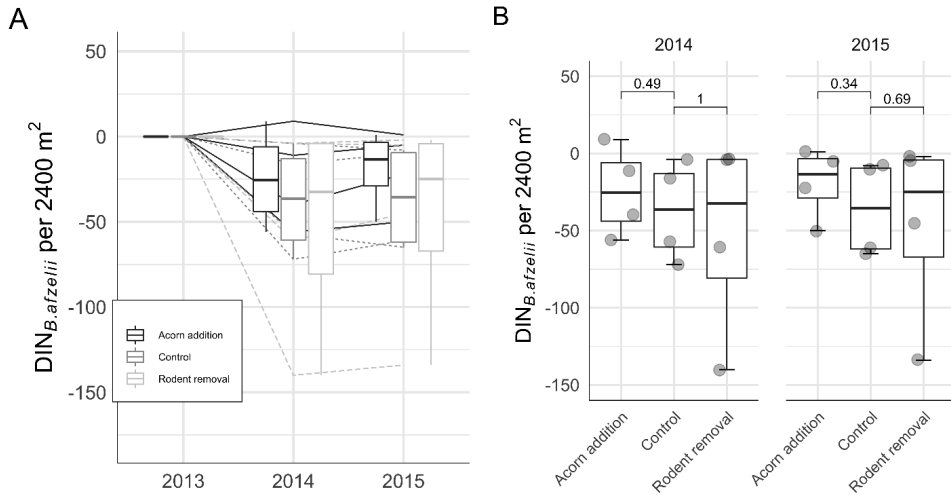 A
DIN_B.afzelii per 2400 m²
50
0
-50
-100
-150
2013
2014
2015
Acorn addition
Control
Rodent removal
B
DIN_B.afzelii per 2400 m²
2014
2015
50
0
-50
-100
-150
0.49
1
0.34
0.69
Acorn addition
Control
Rodent removal
Acorn addition
Control
Rodent removal